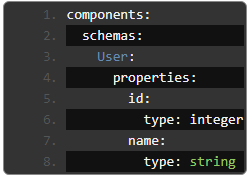 1. components:
2.   schemas:
3.     User:
4.       properties:
5.         id:
6.           type: integer
7.         name:
8.           type: string